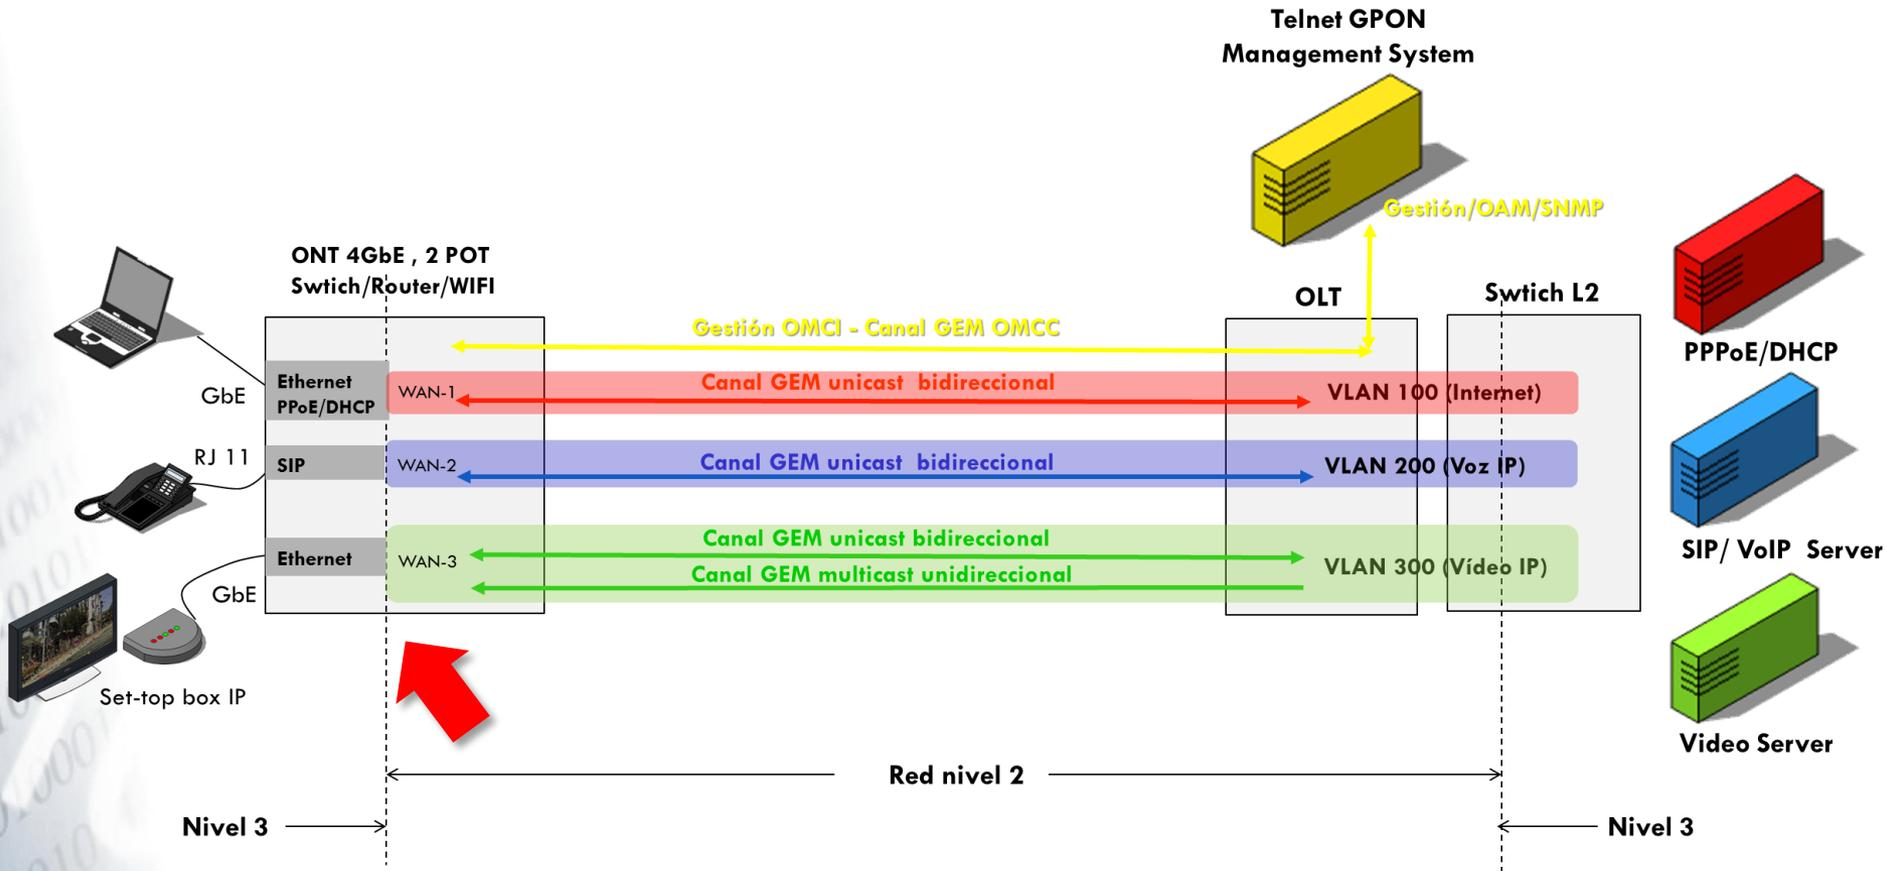 Telnet GPON
Management System
Gestión/OAM/SNMP
ONT 4GbE , 2 POT
Swtich/Router/WIFI
OLT
Swtich L2
PPPoE/DHCP
Gestión OMCI - Canal GEM OMCC
GbE
Ethernet
PPoE/DHCP
WAN-1
Canal GEM unicast bidireccional
VLAN 100 (Internet)
RJ 11
SIP
WAN-2
Canal GEM unicast bidireccional
VLAN 200 (Voz IP)
SIP/ VoIP Server
Ethernet
WAN-3
Canal GEM unicast bidireccional
Canal GEM multicast unidireccional
VLAN 300 (Vídeo IP)
GbE
Set-top box IP
Video Server
Red nivel 2
Nivel 3
Nivel 3